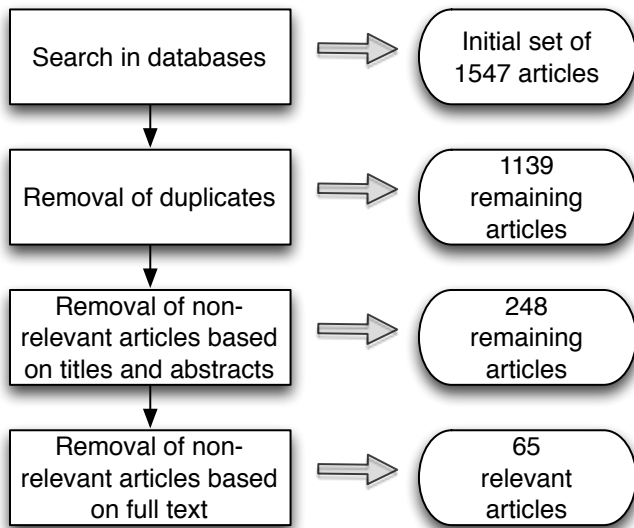 Search in databases
Initial set of
1547 articles
Removal of duplicates
1139
remaining
articles
Removal of non-
relevant articles based
on titles and abstracts
248
remaining
articles
Removal of non-
relevant articles based
on full text
65
relevant
articles